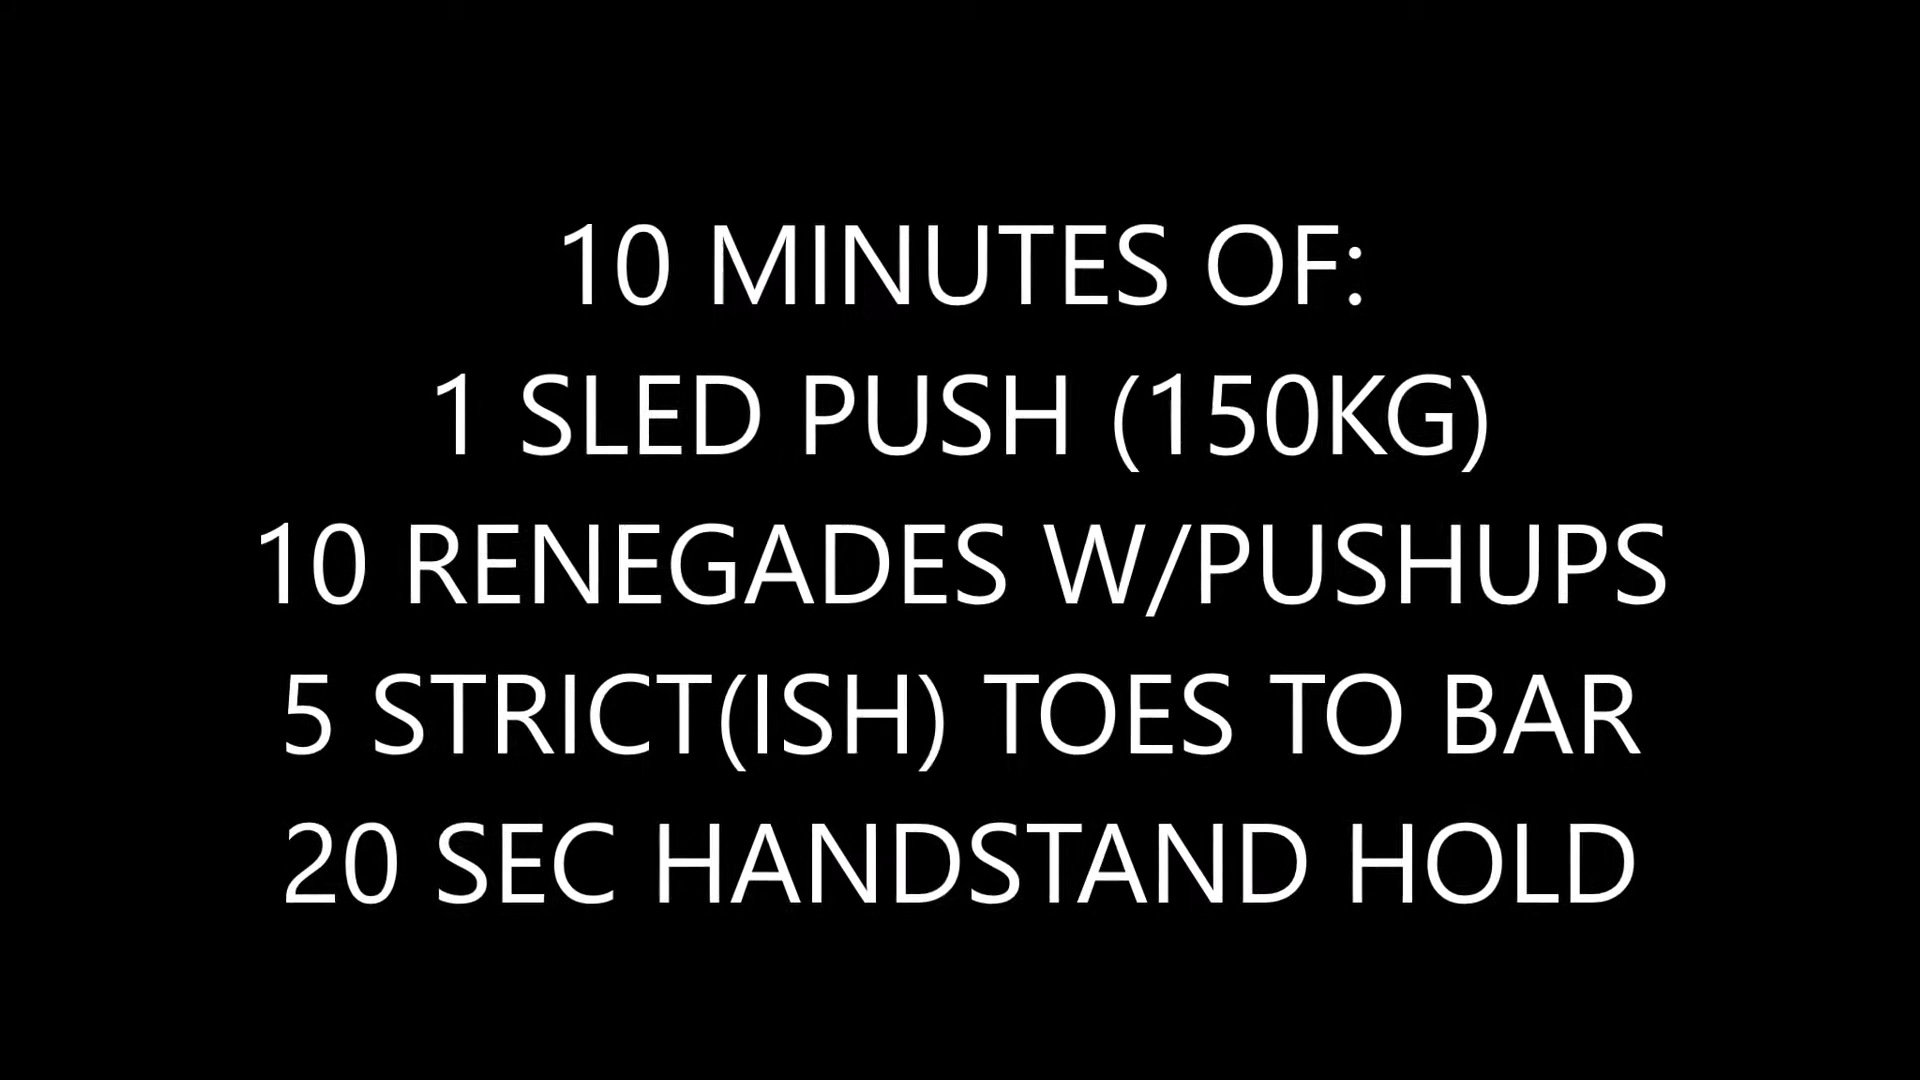 10 MINUTES OF:
1 SLED PUSH (150KG)
10 RENEGADES W/PUSHUPS
5 STRICT(ISH) TOES TO BAR
20 SEC HANDSTAND HOLD